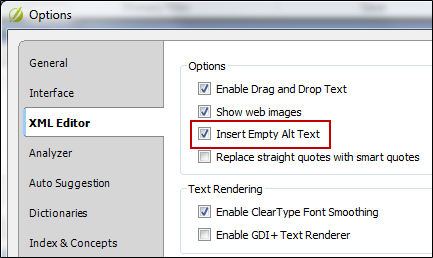 Options
General
Interface
XML Editor
Analyzer
Auto Suggestion
Dictionaries
Index & Concepts
Options
Enable Drag and Drop Text
Show web images
Insert Empty Alt Text
Replace straight quotes with smart quotes
Text Rendering
Enable ClearType Font Smoothing
Enable GDI+ Text Renderer